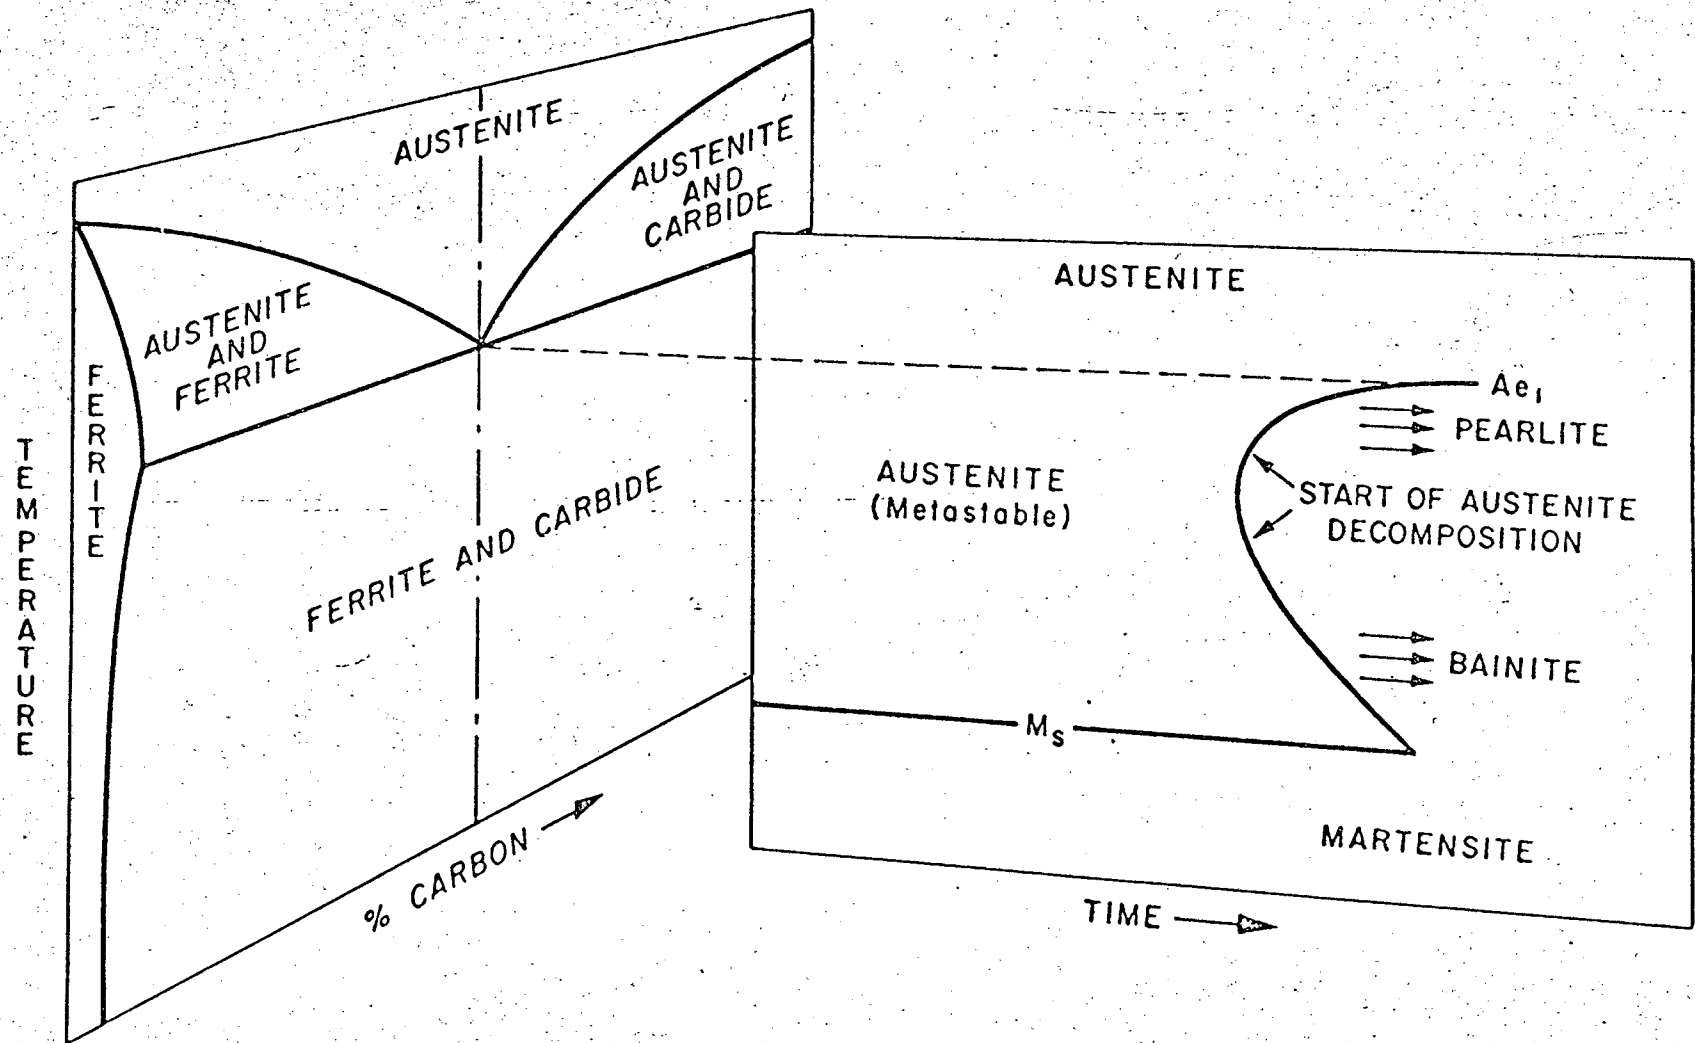 AUSTENITE
AUSTENITE
AND
CARBIDE
AUSTENITE
AND
FERRITE
FERRITE
TEMPERATURE
FERRITE AND CARBIDE
% CARBON
AUSTENITE
Ae₁
PEARLITE
AUSTENITE
(Metastable)
START OF AUSTENITE
DECOMPOSITION
BAINITE
Ms
MARTENSITE
TIME